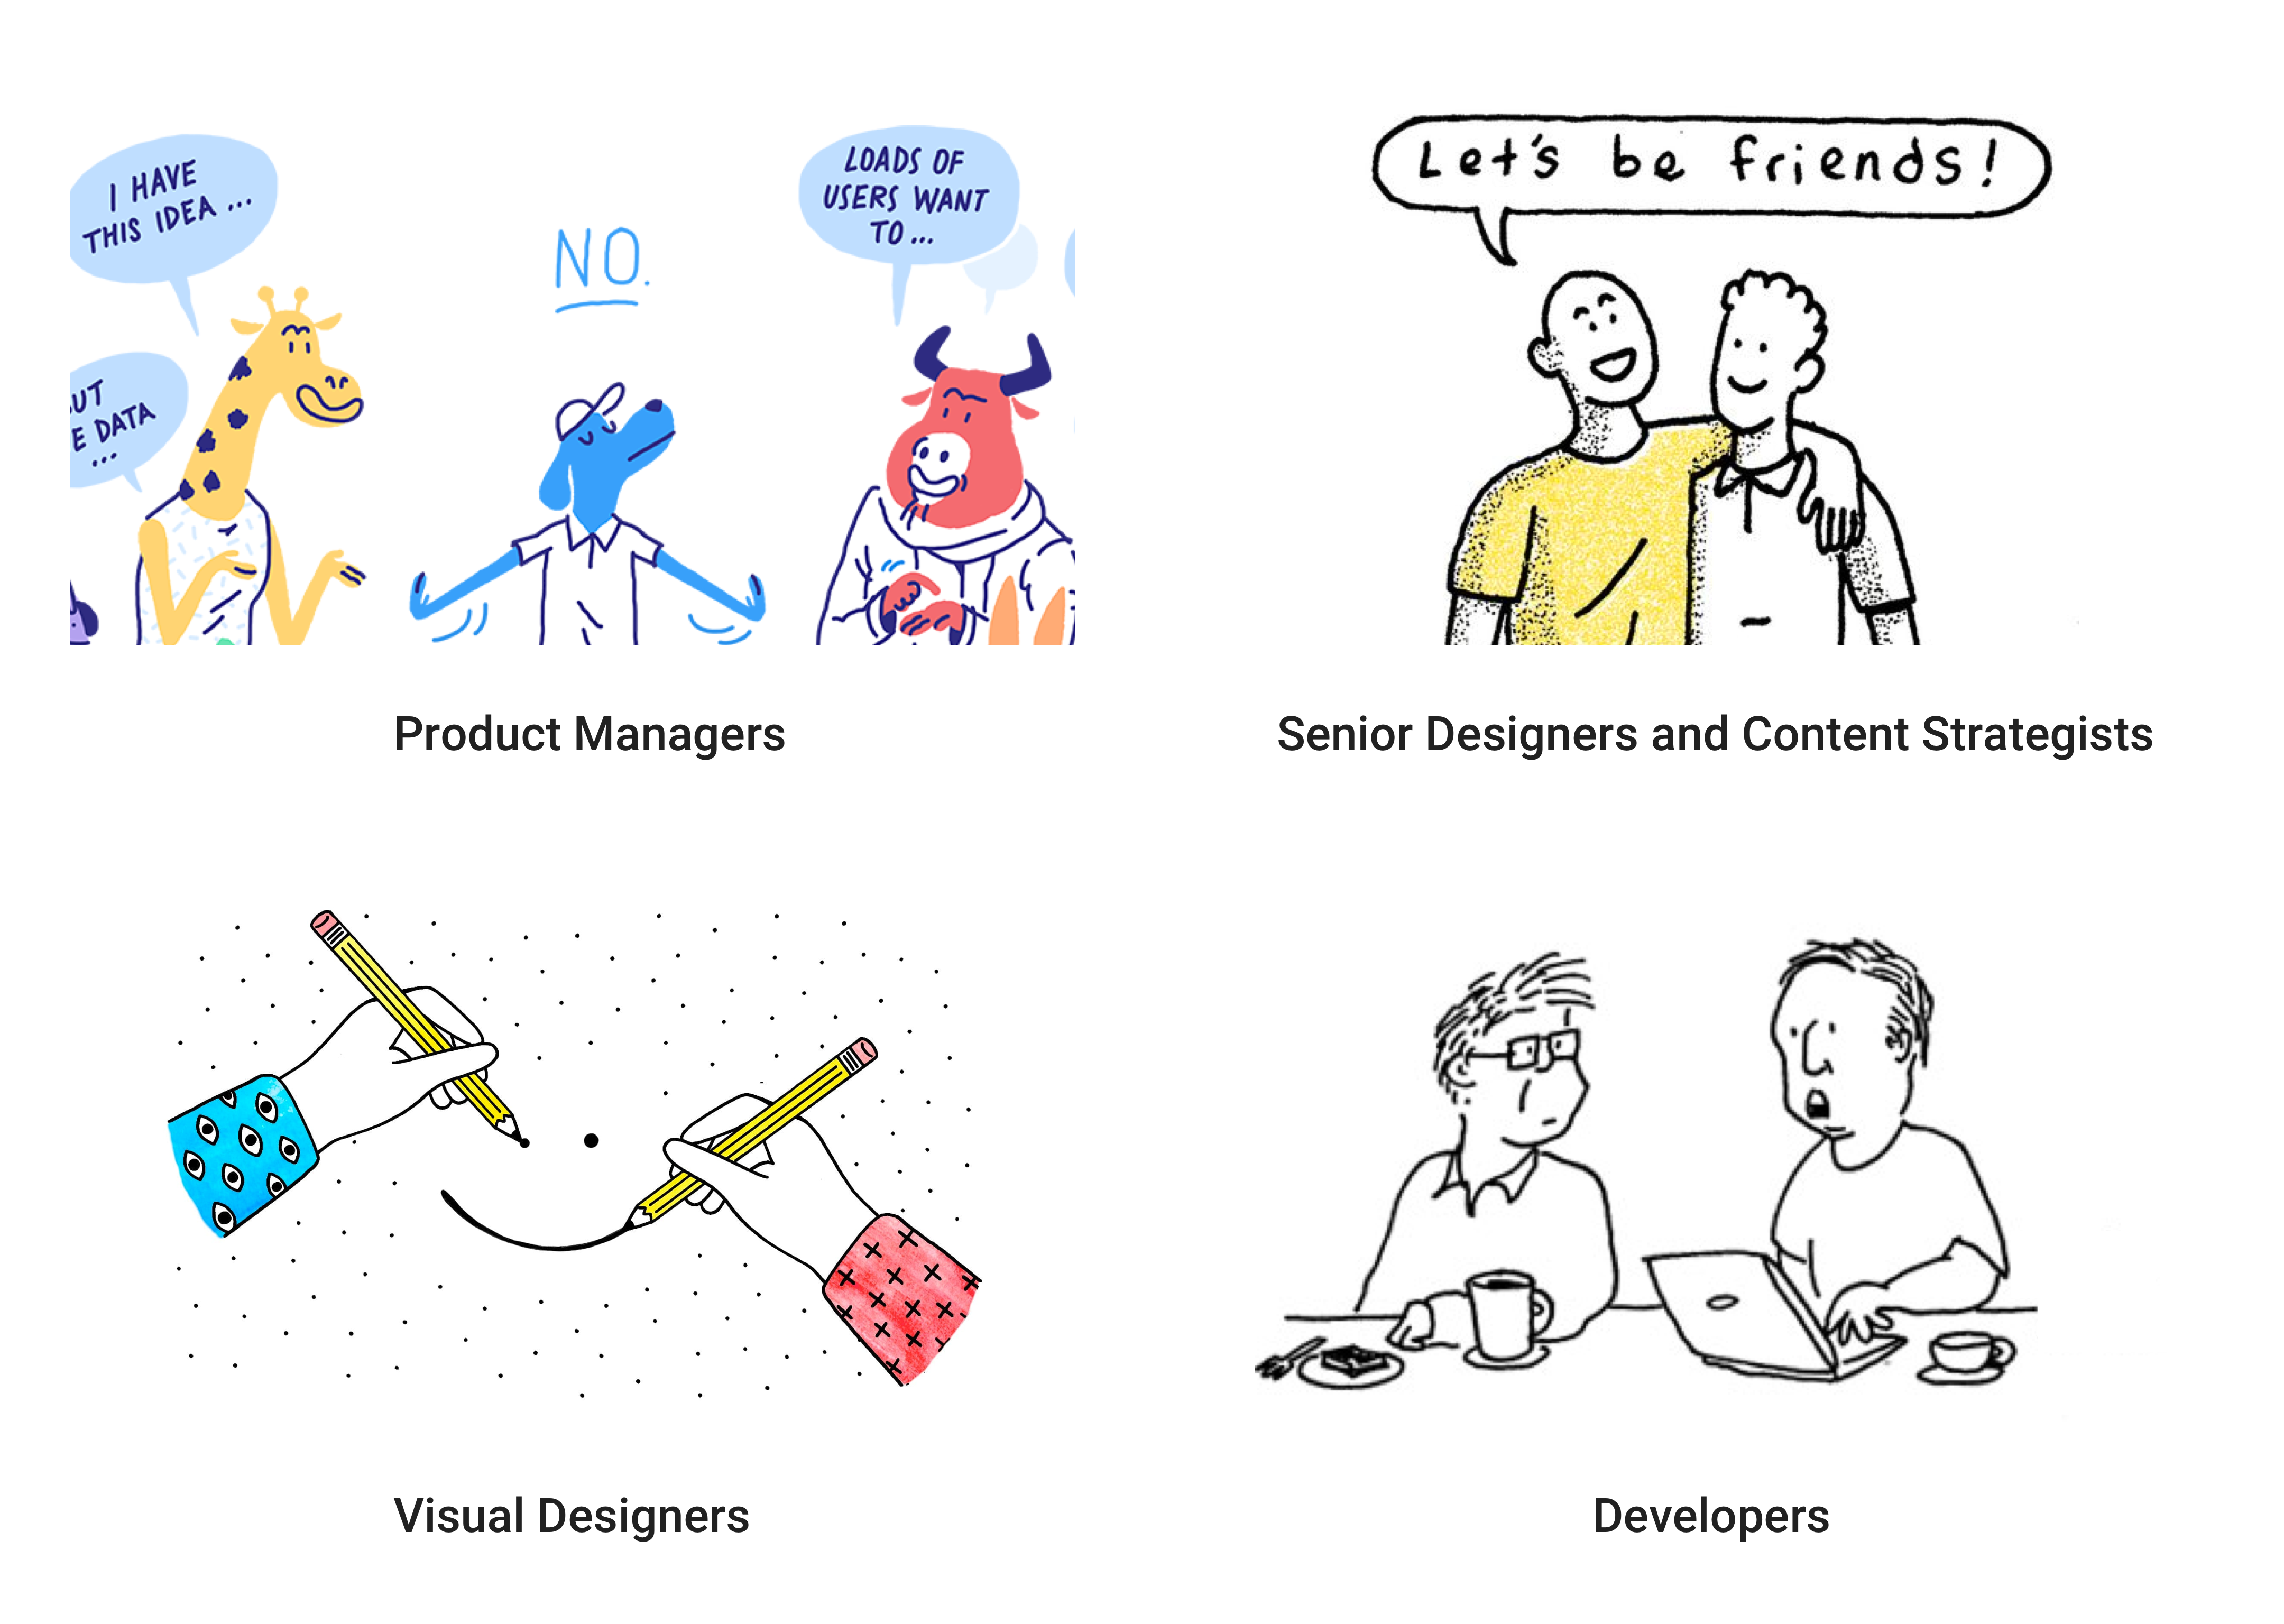 I HAVE
THIS IDEA ...
E DATA
...
NO.
LOADS OF
USERS WANT
TO ...
Let's be friends!
Product Managers
Senior Designers and Content Strategists
Visual Designers
Developers